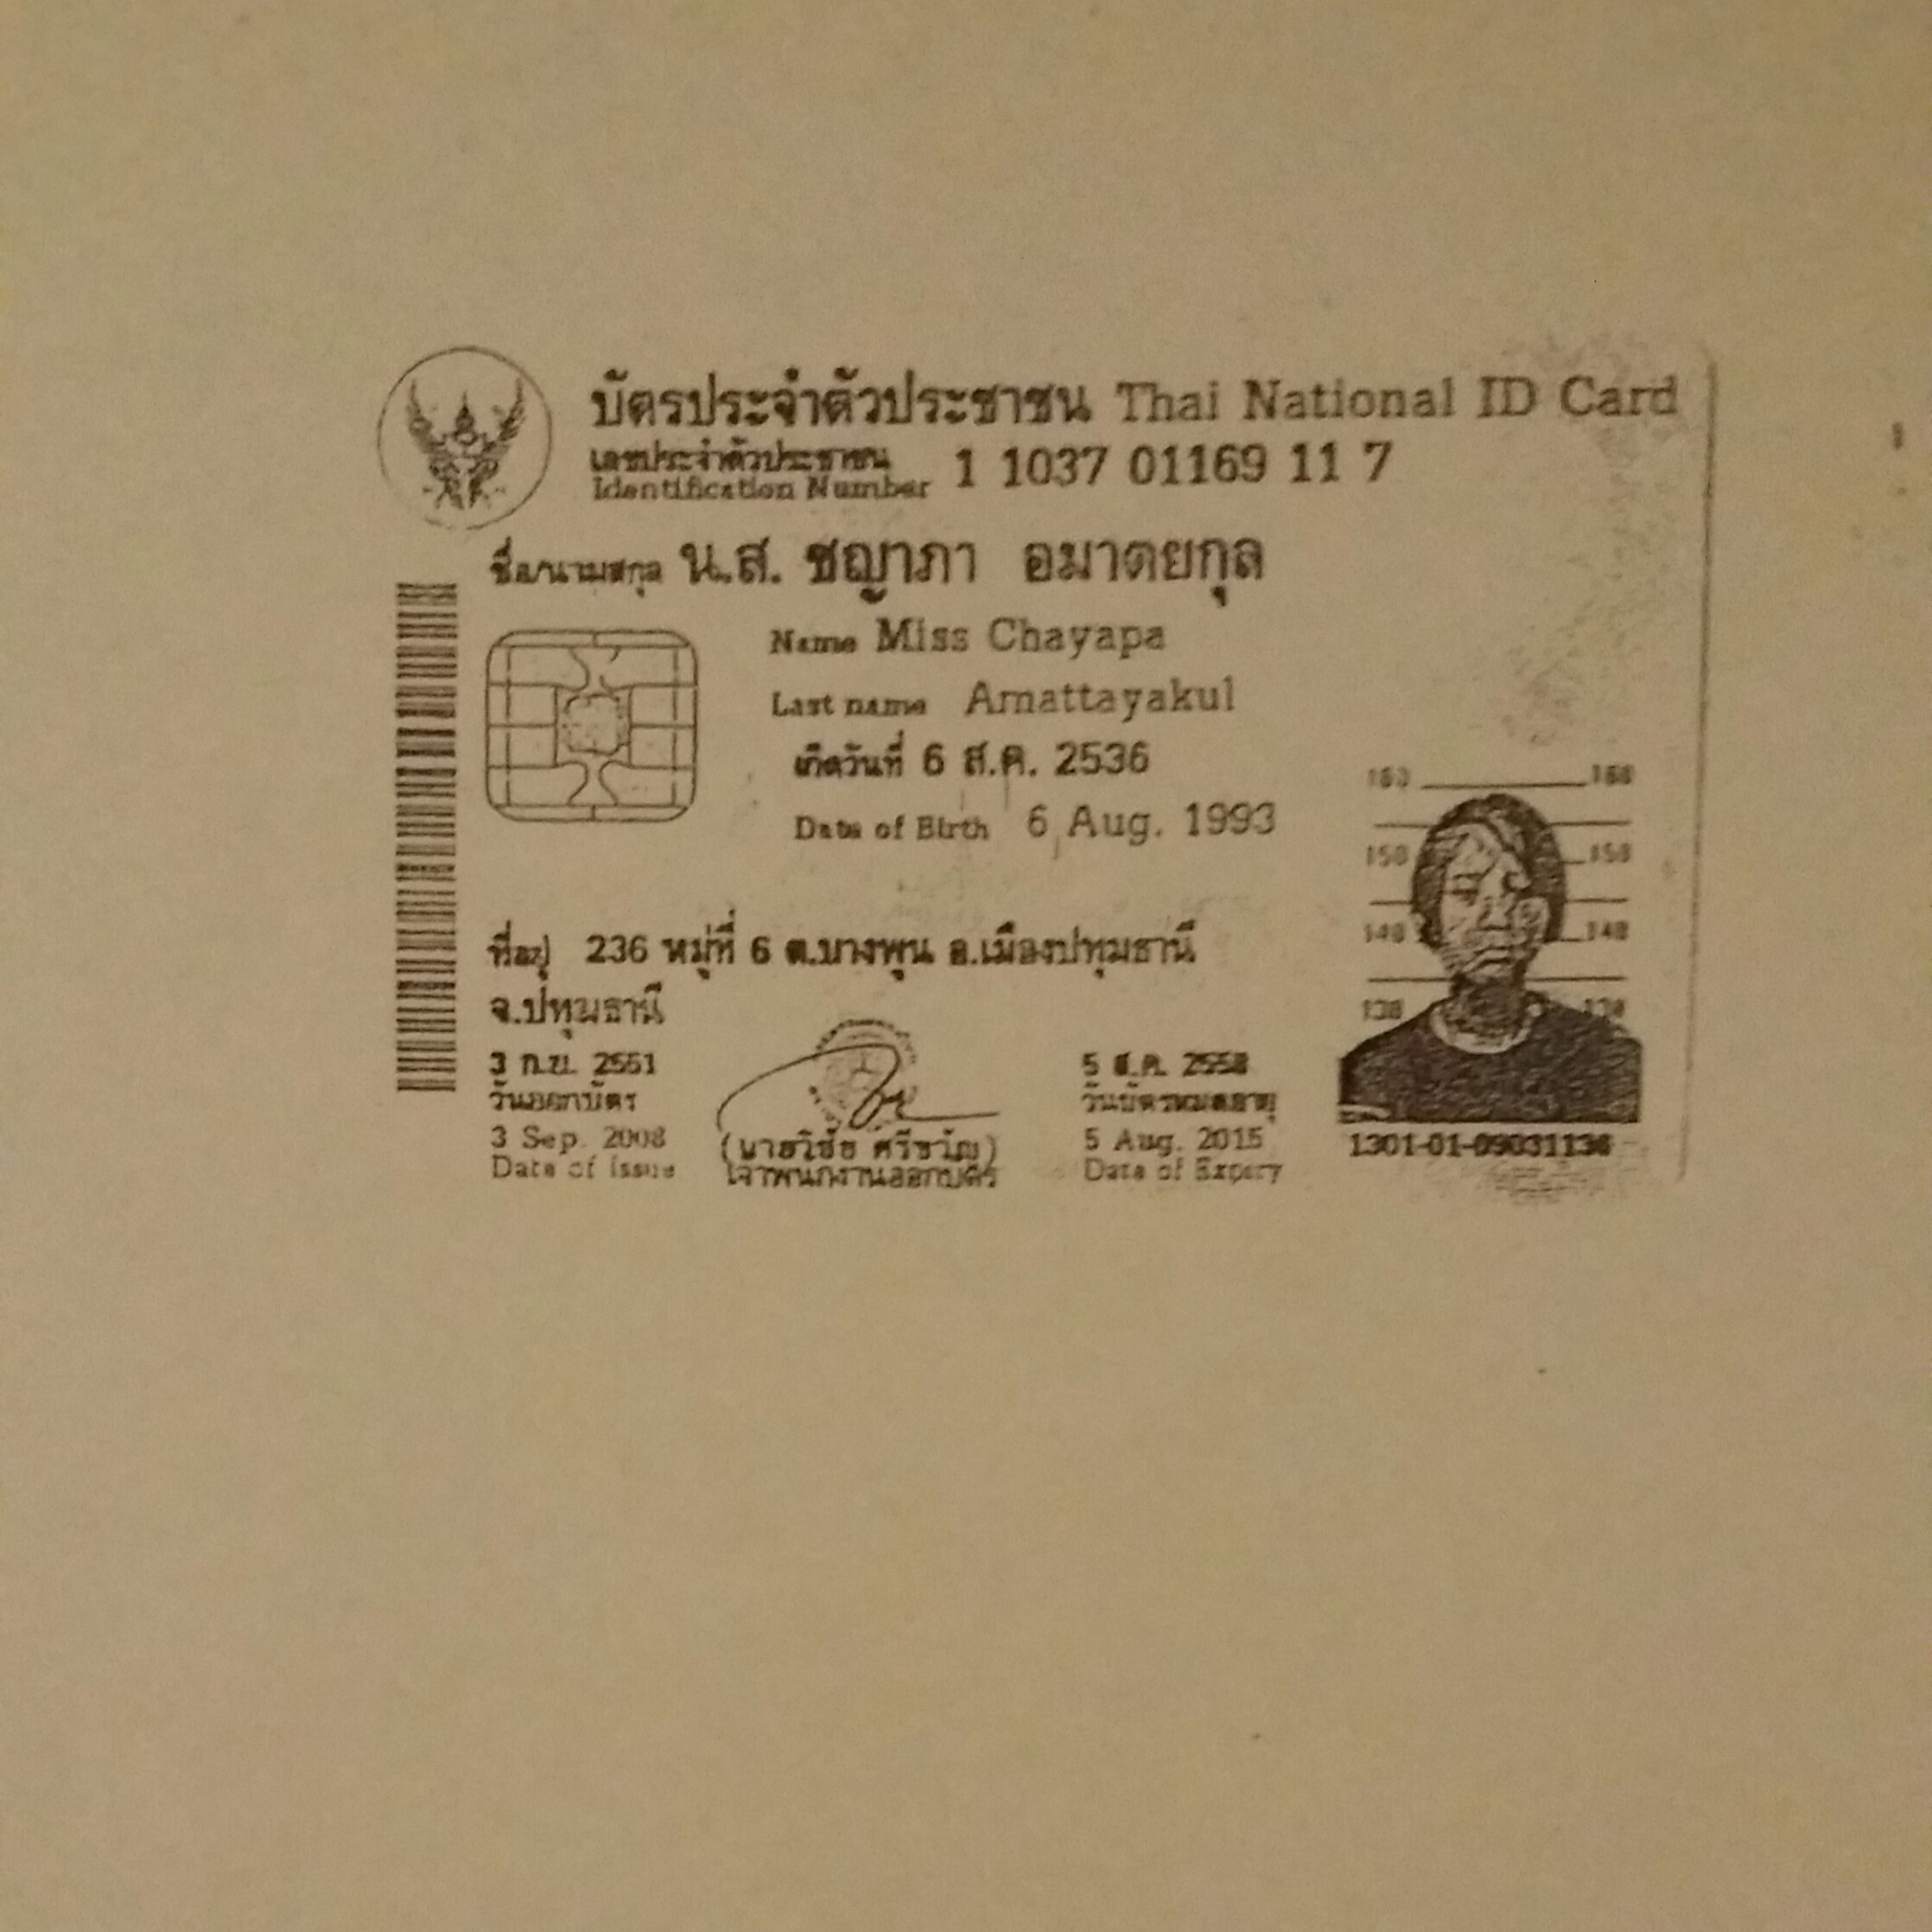 บัตรประจำตัวประชาชน Thai National ID Card
เลขประจำตัวประชาชน
Identification Number 1 1037 01169 11 7
ชื่อ/นามสกุล น.ส. ชญาภา อมาตยกุล
Name Miss Chayapa
Last name Amattayakul
เกิดวันที่ 6 ส.ค. 2536
Date of Birth 6 Aug. 1993
ที่อยู่ 236 หมู่ที่ 6 ต.บางพูน อ.เมืองปทุมธานี
จ.ปทุมธานี
3 ก.ย. 2551
วันออกบัตร
3 Sep. 2008
Date of Issue
(นายวิชัย ศรีขวัญ)
เจ้าพนักงานออกบัตร
5 ส.ค. 2558
วันบัตรหมดอายุ
5 Aug. 2015
Date of Expiry
160 160
150 150
140 140
130 130